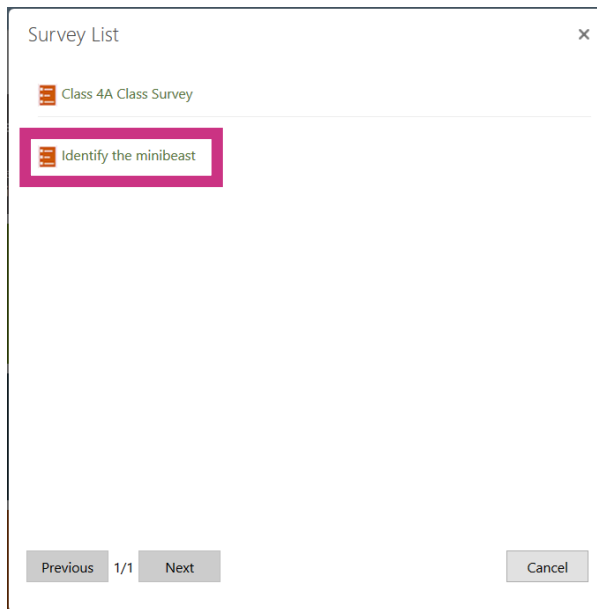 Survey List
Class 4A Class Survey
Identify the minibeast
Previous 1/1 Next Cancel